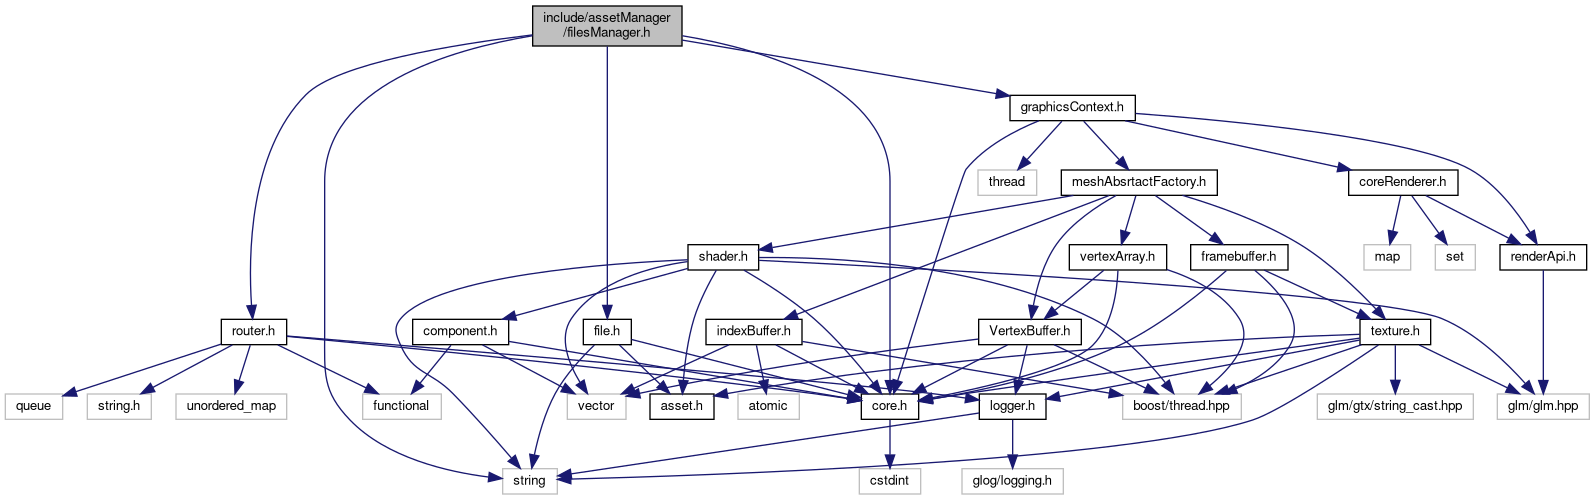 include/assetManager
/filesManager.h
graphicsContext.h
thread
meshAbsrtactFactory.h
coreRenderer.h
shader.h
vertexArray.h
framebuffer.h
map
set
renderApi.h
router.h
component.h
file.h
indexBuffer.h
VertexBuffer.h
texture.h
queue
string.h
unordered_map
functional
vector
asset.h
atomic
core.h
logger.h
boost/thread.hpp
glm/gtx/string_cast.hpp
glm/glm.hpp
string
cstdint
glog/logging.h